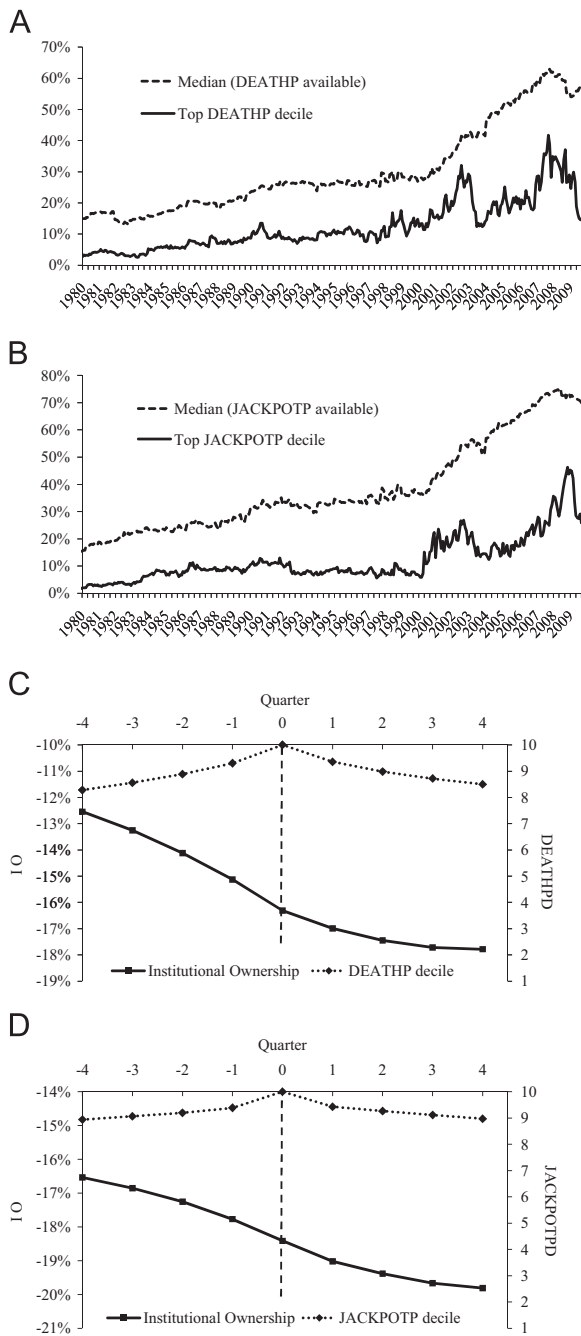 A
70%
60%
50%
40%
30%
20%
10%
0%
Median (DEATHP available)
Top DEATHP decile
1980 1981 1982 1983 1984 1985 1986 1987 1988 1989 1990 1991 1992 1993 1994 1995 1996 1997 1998 1999 2000 2001 2002 2003 2004 2005 2006 2007 2008 2009
B
80%
70%
60%
50%
40%
30%
20%
10%
0%
Median (JACKPOTP available)
Top JACKPOTP decile
1980 1981 1982 1983 1984 1985 1986 1987 1988 1989 1990 1991 1992 1993 1994 1995 1996 1997 1998 1999 2000 2001 2002 2003 2004 2005 2006 2007 2008 2009
C
Quarter
-4 -3 -2 -1 0 1 2 3 4
-10%
-11%
-12%
-13%
-14%
-15%
-16%
-17%
-18%
-19%
IO
10
9
8
7
6
5
4
3
2
1
DEATHPD
Institutional Ownership
DEATHP decile
D
Quarter
-4 -3 -2 -1 0 1 2 3 4
-14%
-15%
-16%
-17%
-18%
-19%
-20%
-21%
IO
10
9
8
7
6
5
4
3
2
1
JACKPOTPD
Institutional Ownership
JACKPOTP decile